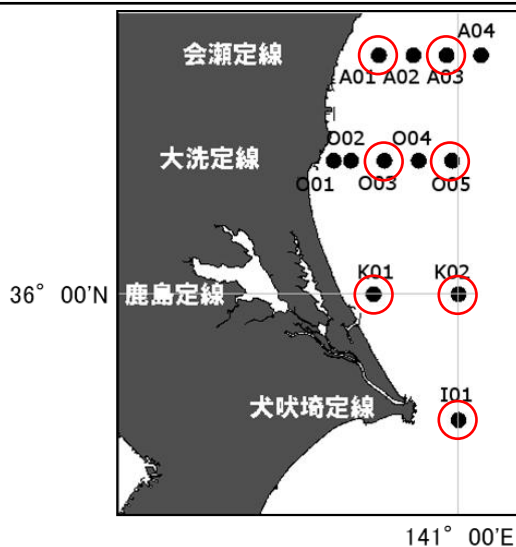 A04
会瀬定線
A01 A02 A03
O02 O04
大洗定線
O01 O03 O05
K01 K02
36° 00'N 鹿島定線
I01
犬吠埼定線
141° 00'E